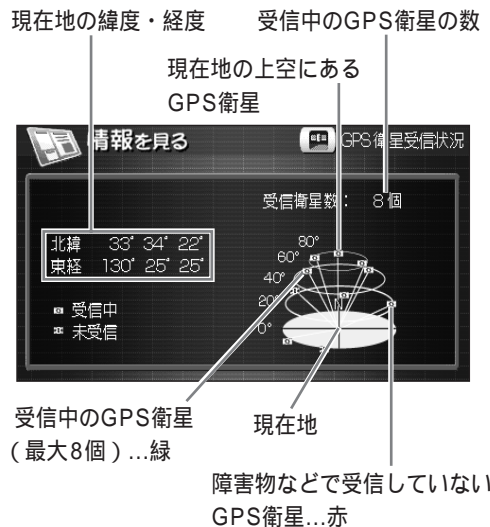 現在地の緯度・経度
受信中のGPS衛星の数
現在地の上空にある
GPS衛星
情報を見る
GPS衛星受信状況
受信衛星数： 8個
北緯 33ﾟ 34' 22"
東経 130ﾟ 25' 25"
80°
60°
40°
20°
0°
N
受信中
未受信
受信中のGPS衛星
（最大8個）…緑
現在地
障害物などで受信していない
GPS衛星…赤